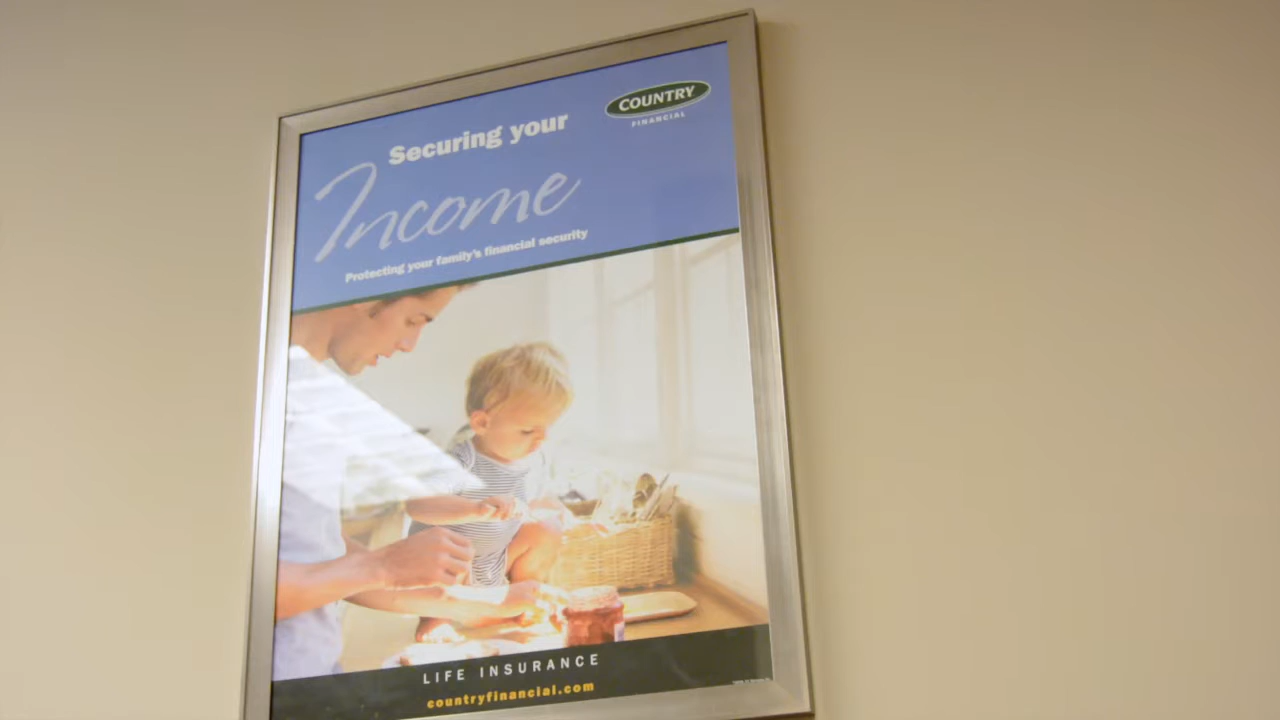 COUNTRY
FINANCIAL
Securing your
Income
Protecting your family's financial security
LIFE INSURANCE
countryfinancial.com